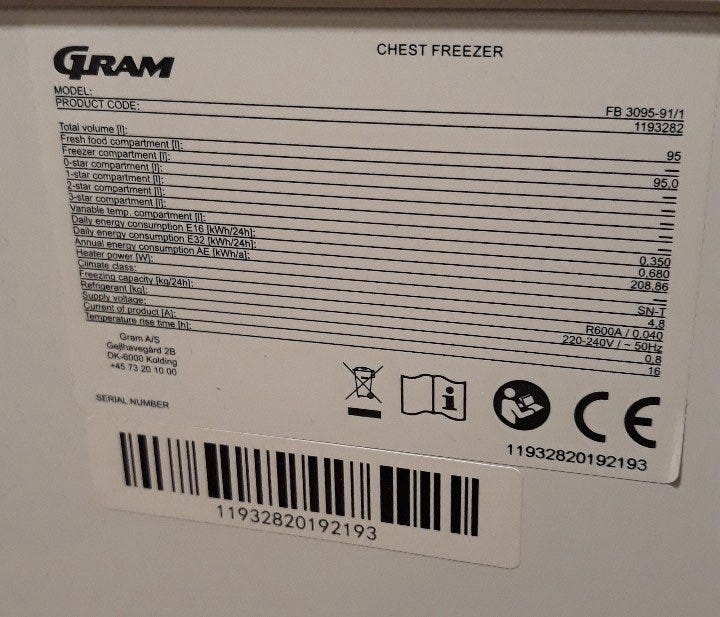 GRAM
CHEST FREEZER
MODEL: FB 3095-91/1
PRODUCT CODE: 1193282
Total volume [l]: 95
Fresh food compartment [l]: —
Freezer compartment [l]: 95,0
0-star compartment [l]: —
1-star compartment [l]: —
2-star compartment [l]: —
3-star compartment [l]: —
Variable temp. compartment [l]: —
Daily energy consumption E16 [kWh/24h]: 0,350
Daily energy consumption E32 [kWh/24h]: 0,680
Annual energy consumption AE [kWh/a]: 208,86
Heater power [W]: —
Climate class: SN-T
Freezing capacity [kg/24h]: 4,8
Refrigerant [kg]: R600A / 0,040
Supply voltage: 220-240V / ~ 50Hz
Current of product [A]: 0,8
Temperature rise time [h]: 16
Gram A/S
Gejlhavegård 2B
DK-6000 Kolding
+45 73 20 10 00
SERIAL NUMBER
CE
11932820192193
11932820192193